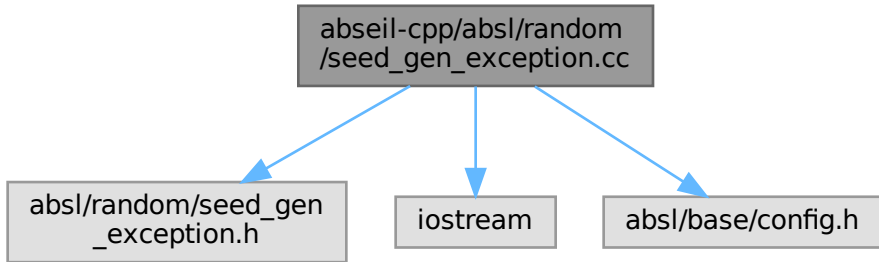 abseil-cpp/absl/random
/seed_gen_exception.cc
absl/random/seed_gen
_exception.h
iostream
absl/base/config.h